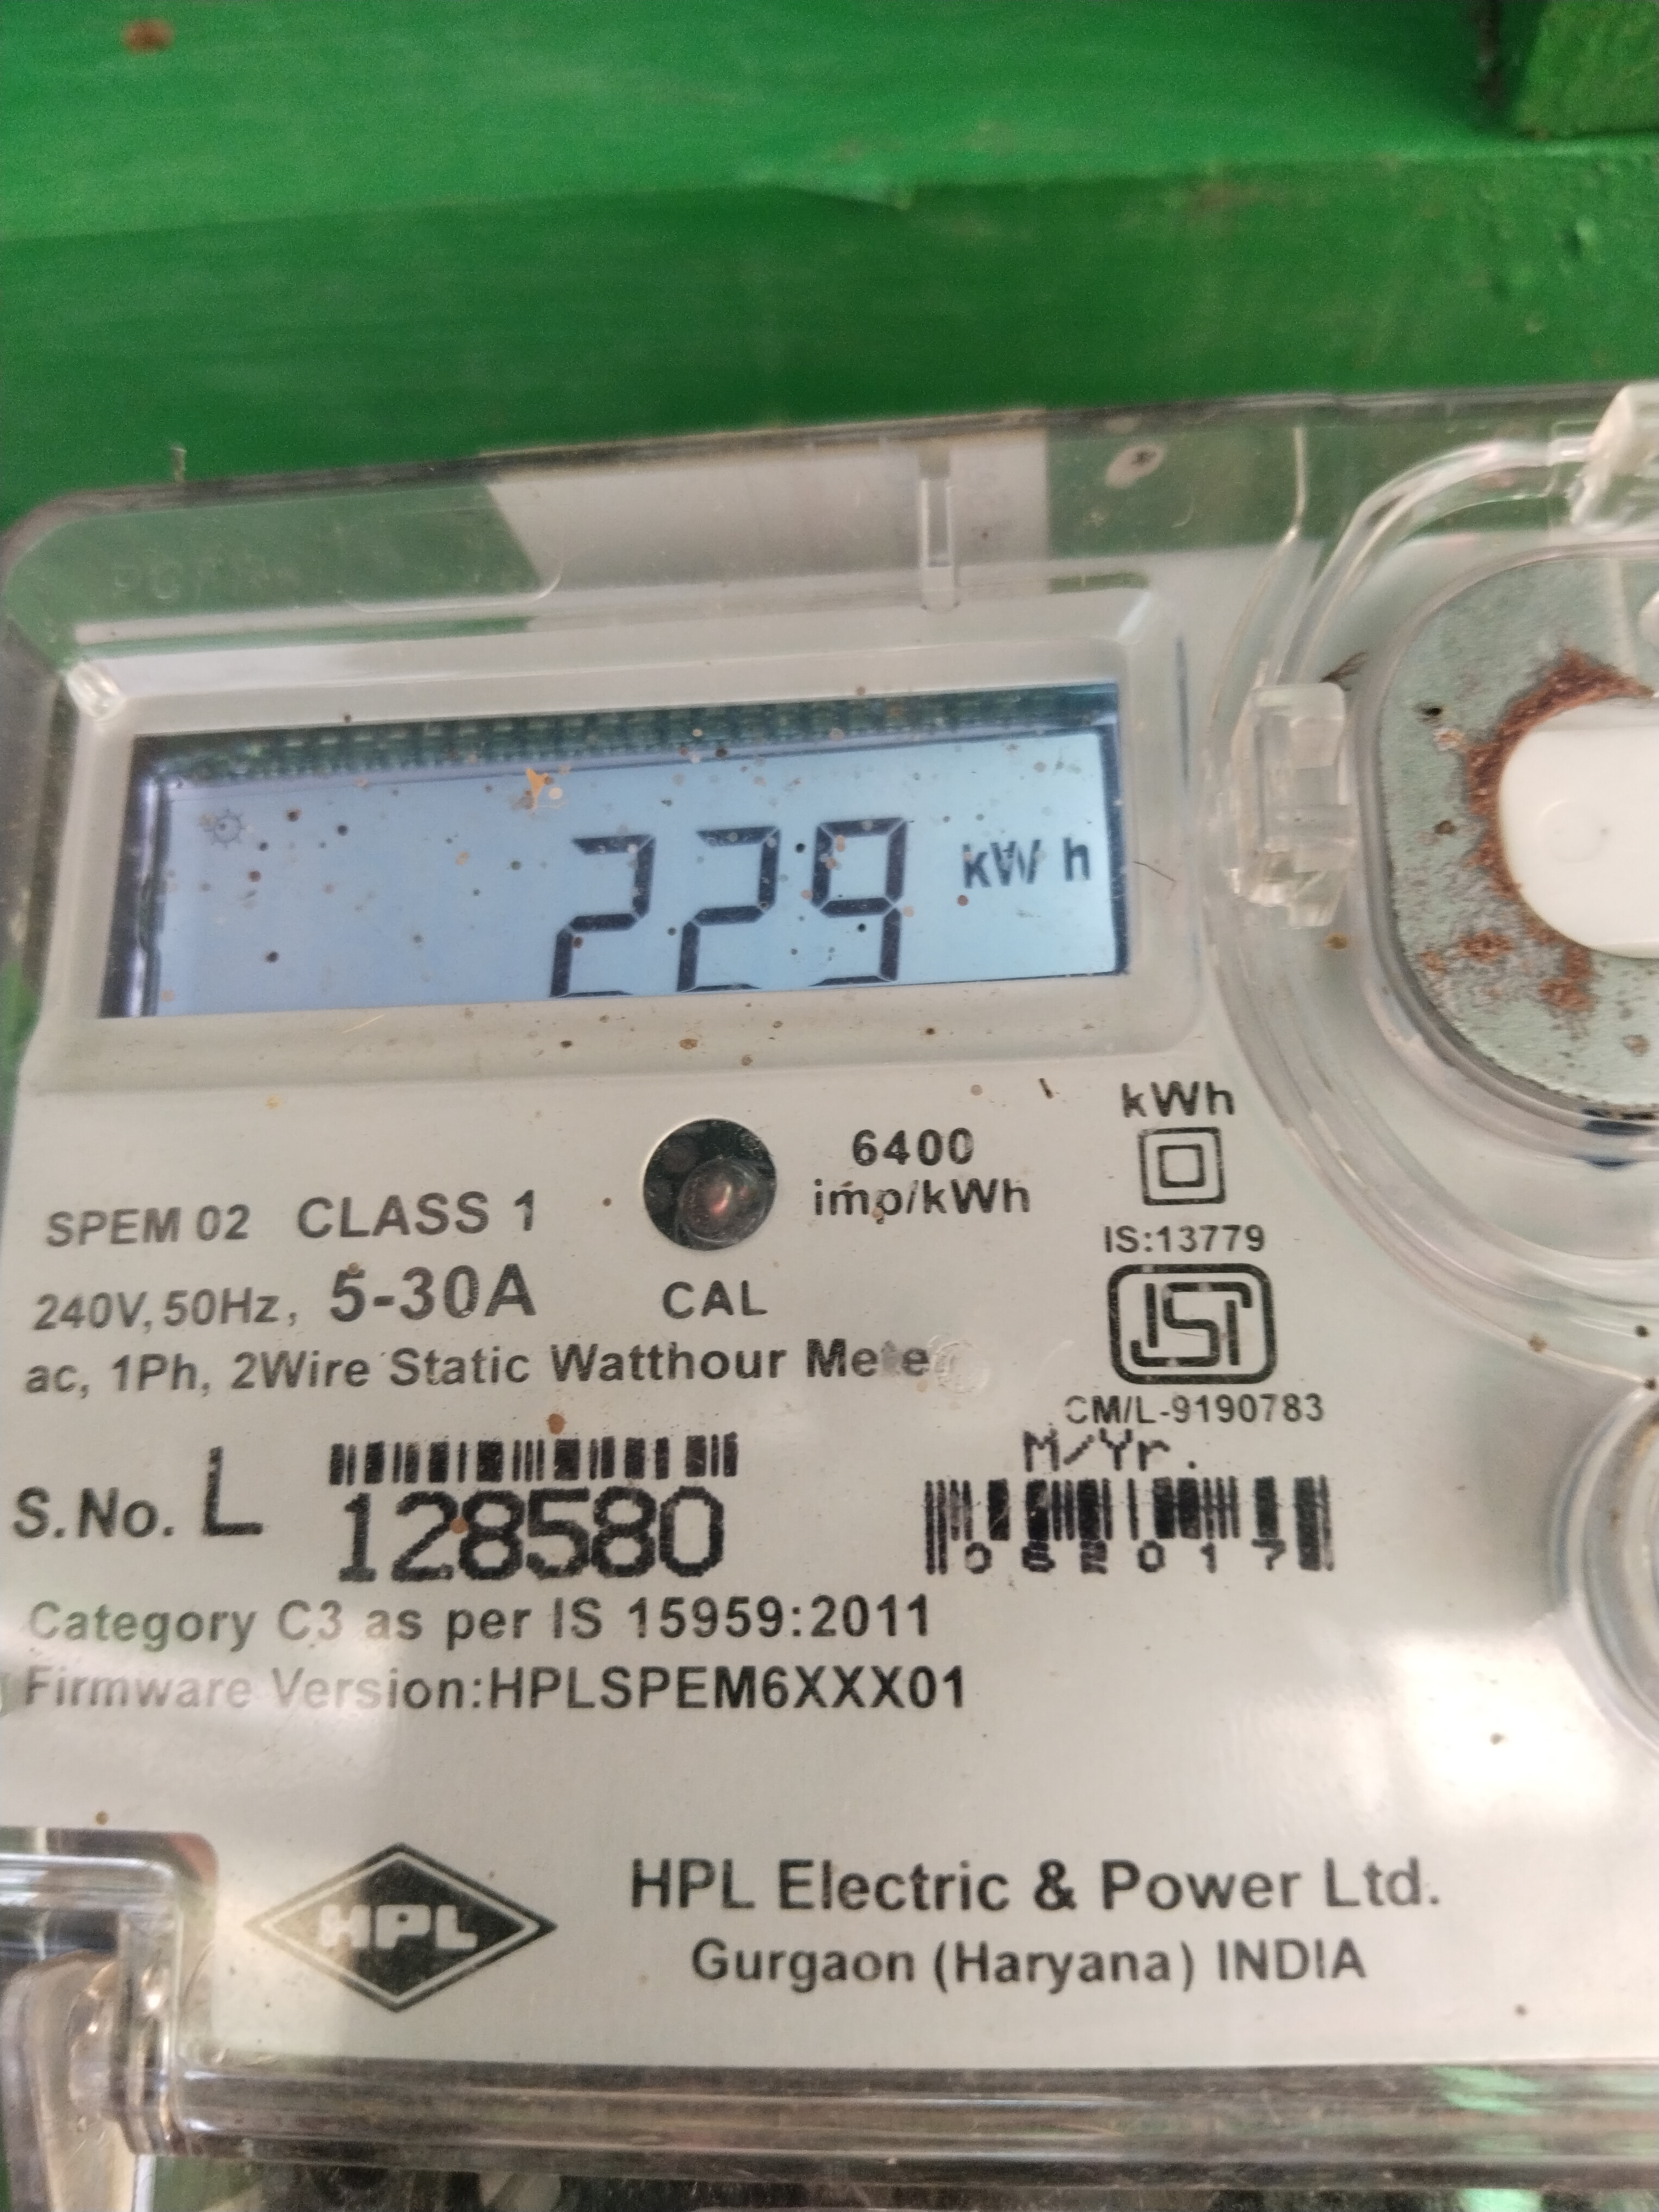 229 kWh
kWh
6400
imp/kWh
SPEM 02 CLASS 1
IS:13779
240V, 50Hz, 5-30A
CAL
ISI
ac, 1Ph, 2Wire Static Watthour Mete
CM/L-9190783
M/Yr.
S.No. L 128580
062017
Category C3 as per IS 15959:2011
Firmware Version:HPLSPEM6XXX01
HPL
HPL Electric & Power Ltd.
Gurgaon (Haryana) INDIA